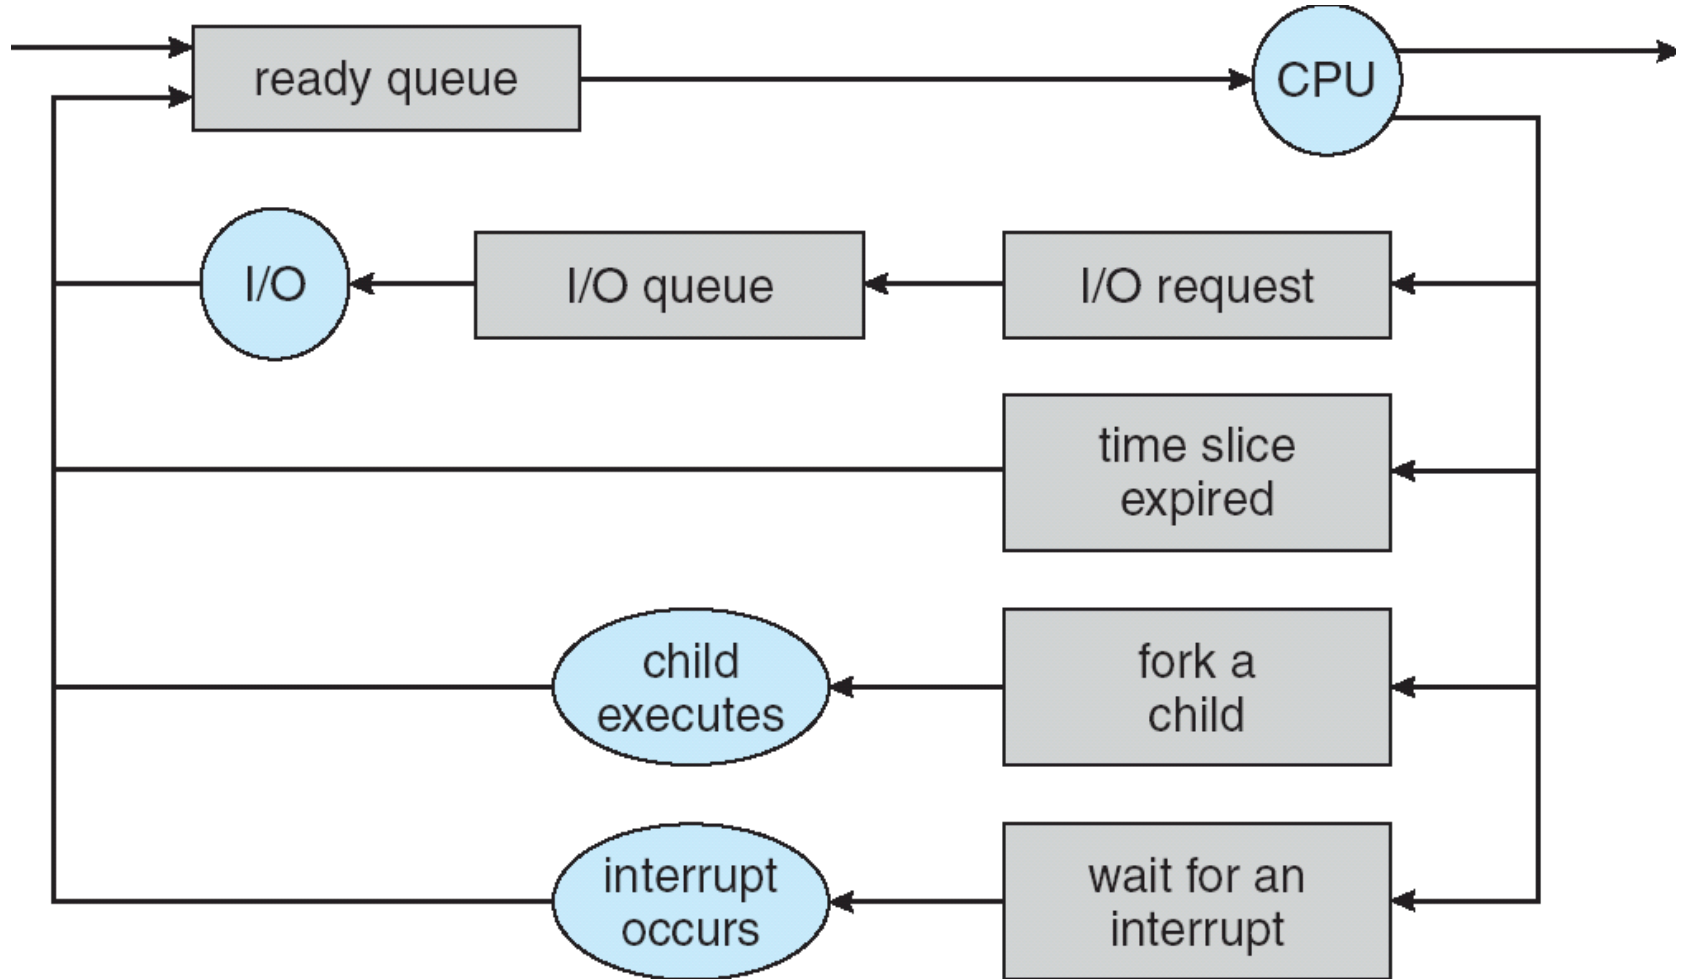 ready queue
CPU
I/O
I/O queue
I/O request
time slice
expired
child
executes
fork a
child
interrupt
occurs
wait for an
interrupt